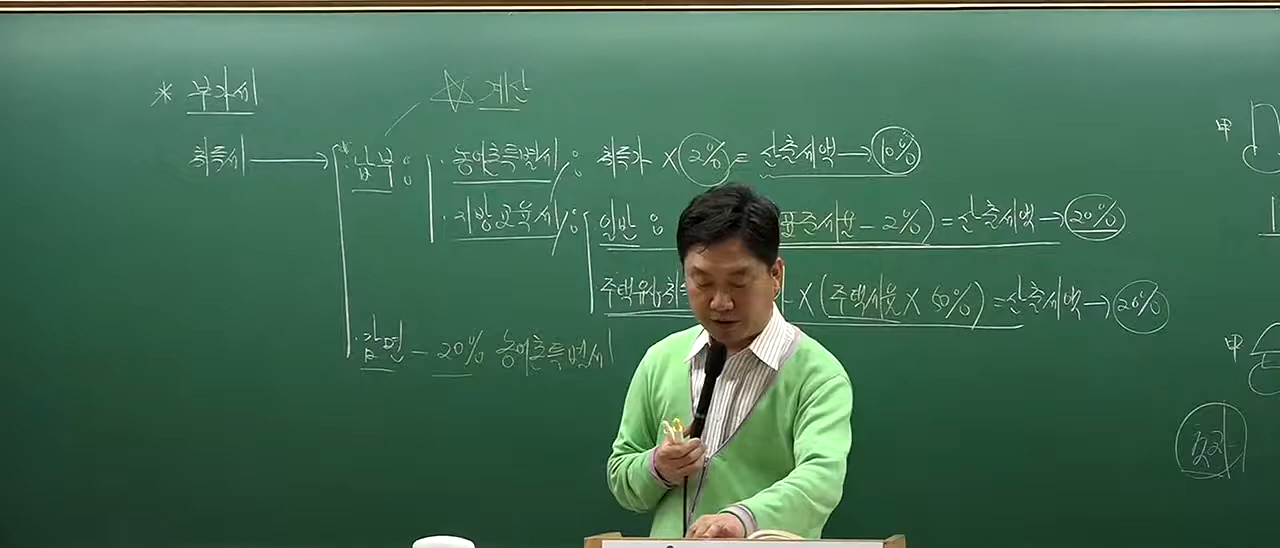 * 부가세
☆ 계산
취득세 → 납부 : · 농어촌특별세 : 취득가 × 2% = 산출세액 → 10%
· 지방교육세 : 일반 : 표준세율 - 2%) = 산출세액 → 20%
주택유상취 × (주택세율 × 50%) = 산출세액 → 20%
· 감면 - 20% 농어촌특별세
甲
甲